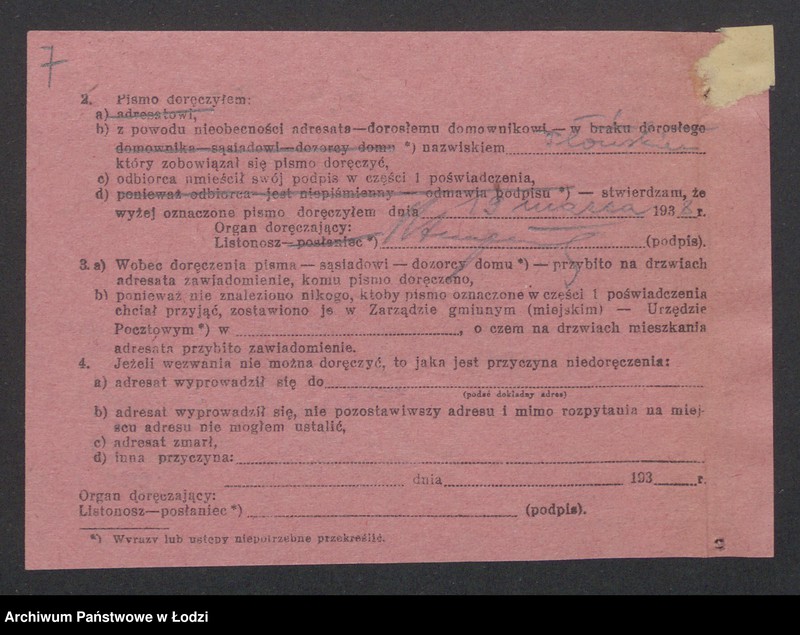 7
2. Pismo doręczyłem:
a) adresatowi,
b) z powodu nieobecności adresata—dorosłemu domownikowi — w braku dorosłego
domownika—sąsiadowi—dozorcy domu *) nazwiskiem
który zobowiązał się pismo doręczyć,
c) odbiorca umieścił swój podpis w części 1 poświadczenia,
d) ponieważ odbiorca jest niepiśmienny — odmawia podpisu *) — stwierdzam, że
wyżej oznaczone pismo doręczyłem dnia 13 marca 1938 r.
Organ doręczający:
Listonosz—posłaniec *) (podpis).
3. a) Wobec doręczenia pisma — sąsiadowi — dozorcy domu *) — przybito na drzwiach
adresata zawiadomienie, komu pismo doręczono,
b) ponieważ nie znaleziono nikogo, ktoby pismo oznaczone w części 1 poświadczenia
chciał przyjąć, zostawiono je w Zarządzie gminnym (miejskim) — Urzędzie
Pocztowym *) w , o czem na drzwiach mieszkania
adresata przybito zawiadomienie.
4. Jeżeli wezwania nie można doręczyć, to jaka jest przyczyna niedoręczenia:
a) adresat wyprowadził się do
(podać dokładny adres)
b) adresat wyprowadził się, nie pozostawiwszy adresu i mimo rozpytania na miej-
scu adresu nie mogłem ustalić,
c) adresat zmarł,
d) inna przyczyna:
dnia 193 r.
Organ doręczający:
Listonosz—posłaniec *) (podpis).
*) Wyrazy lub ustępy niepotrzebne przekreślić.
Archiwum Państwowe w Łodzi